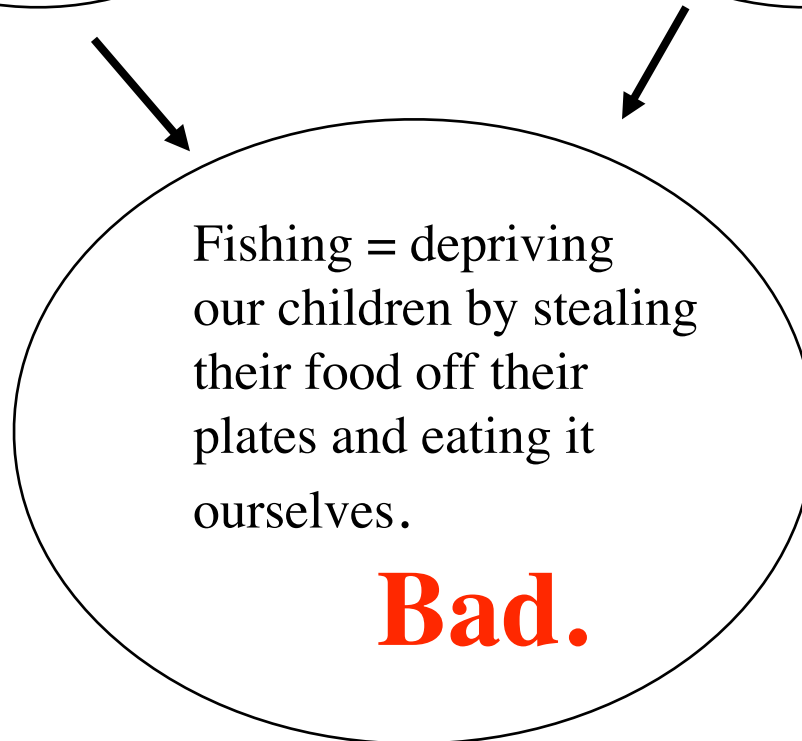 Fishing = depriving
our children by stealing
their food off their
plates and eating it
ourselves.
Bad.